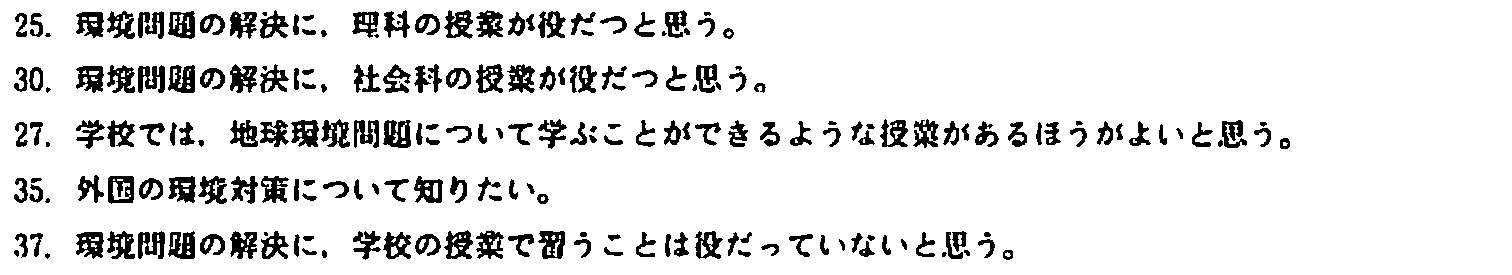 25. 環境問題の解決に，理科の授業が役だつと思う。
30. 環境問題の解決に，社会科の授業が役だつと思う。
27. 学校では，地球環境問題について学ぶことができるような授業があるほうがよいと思う。
35. 外国の環境対策について知りたい。
37. 環境問題の解決に，学校の授業で習うことは役だっていないと思う。